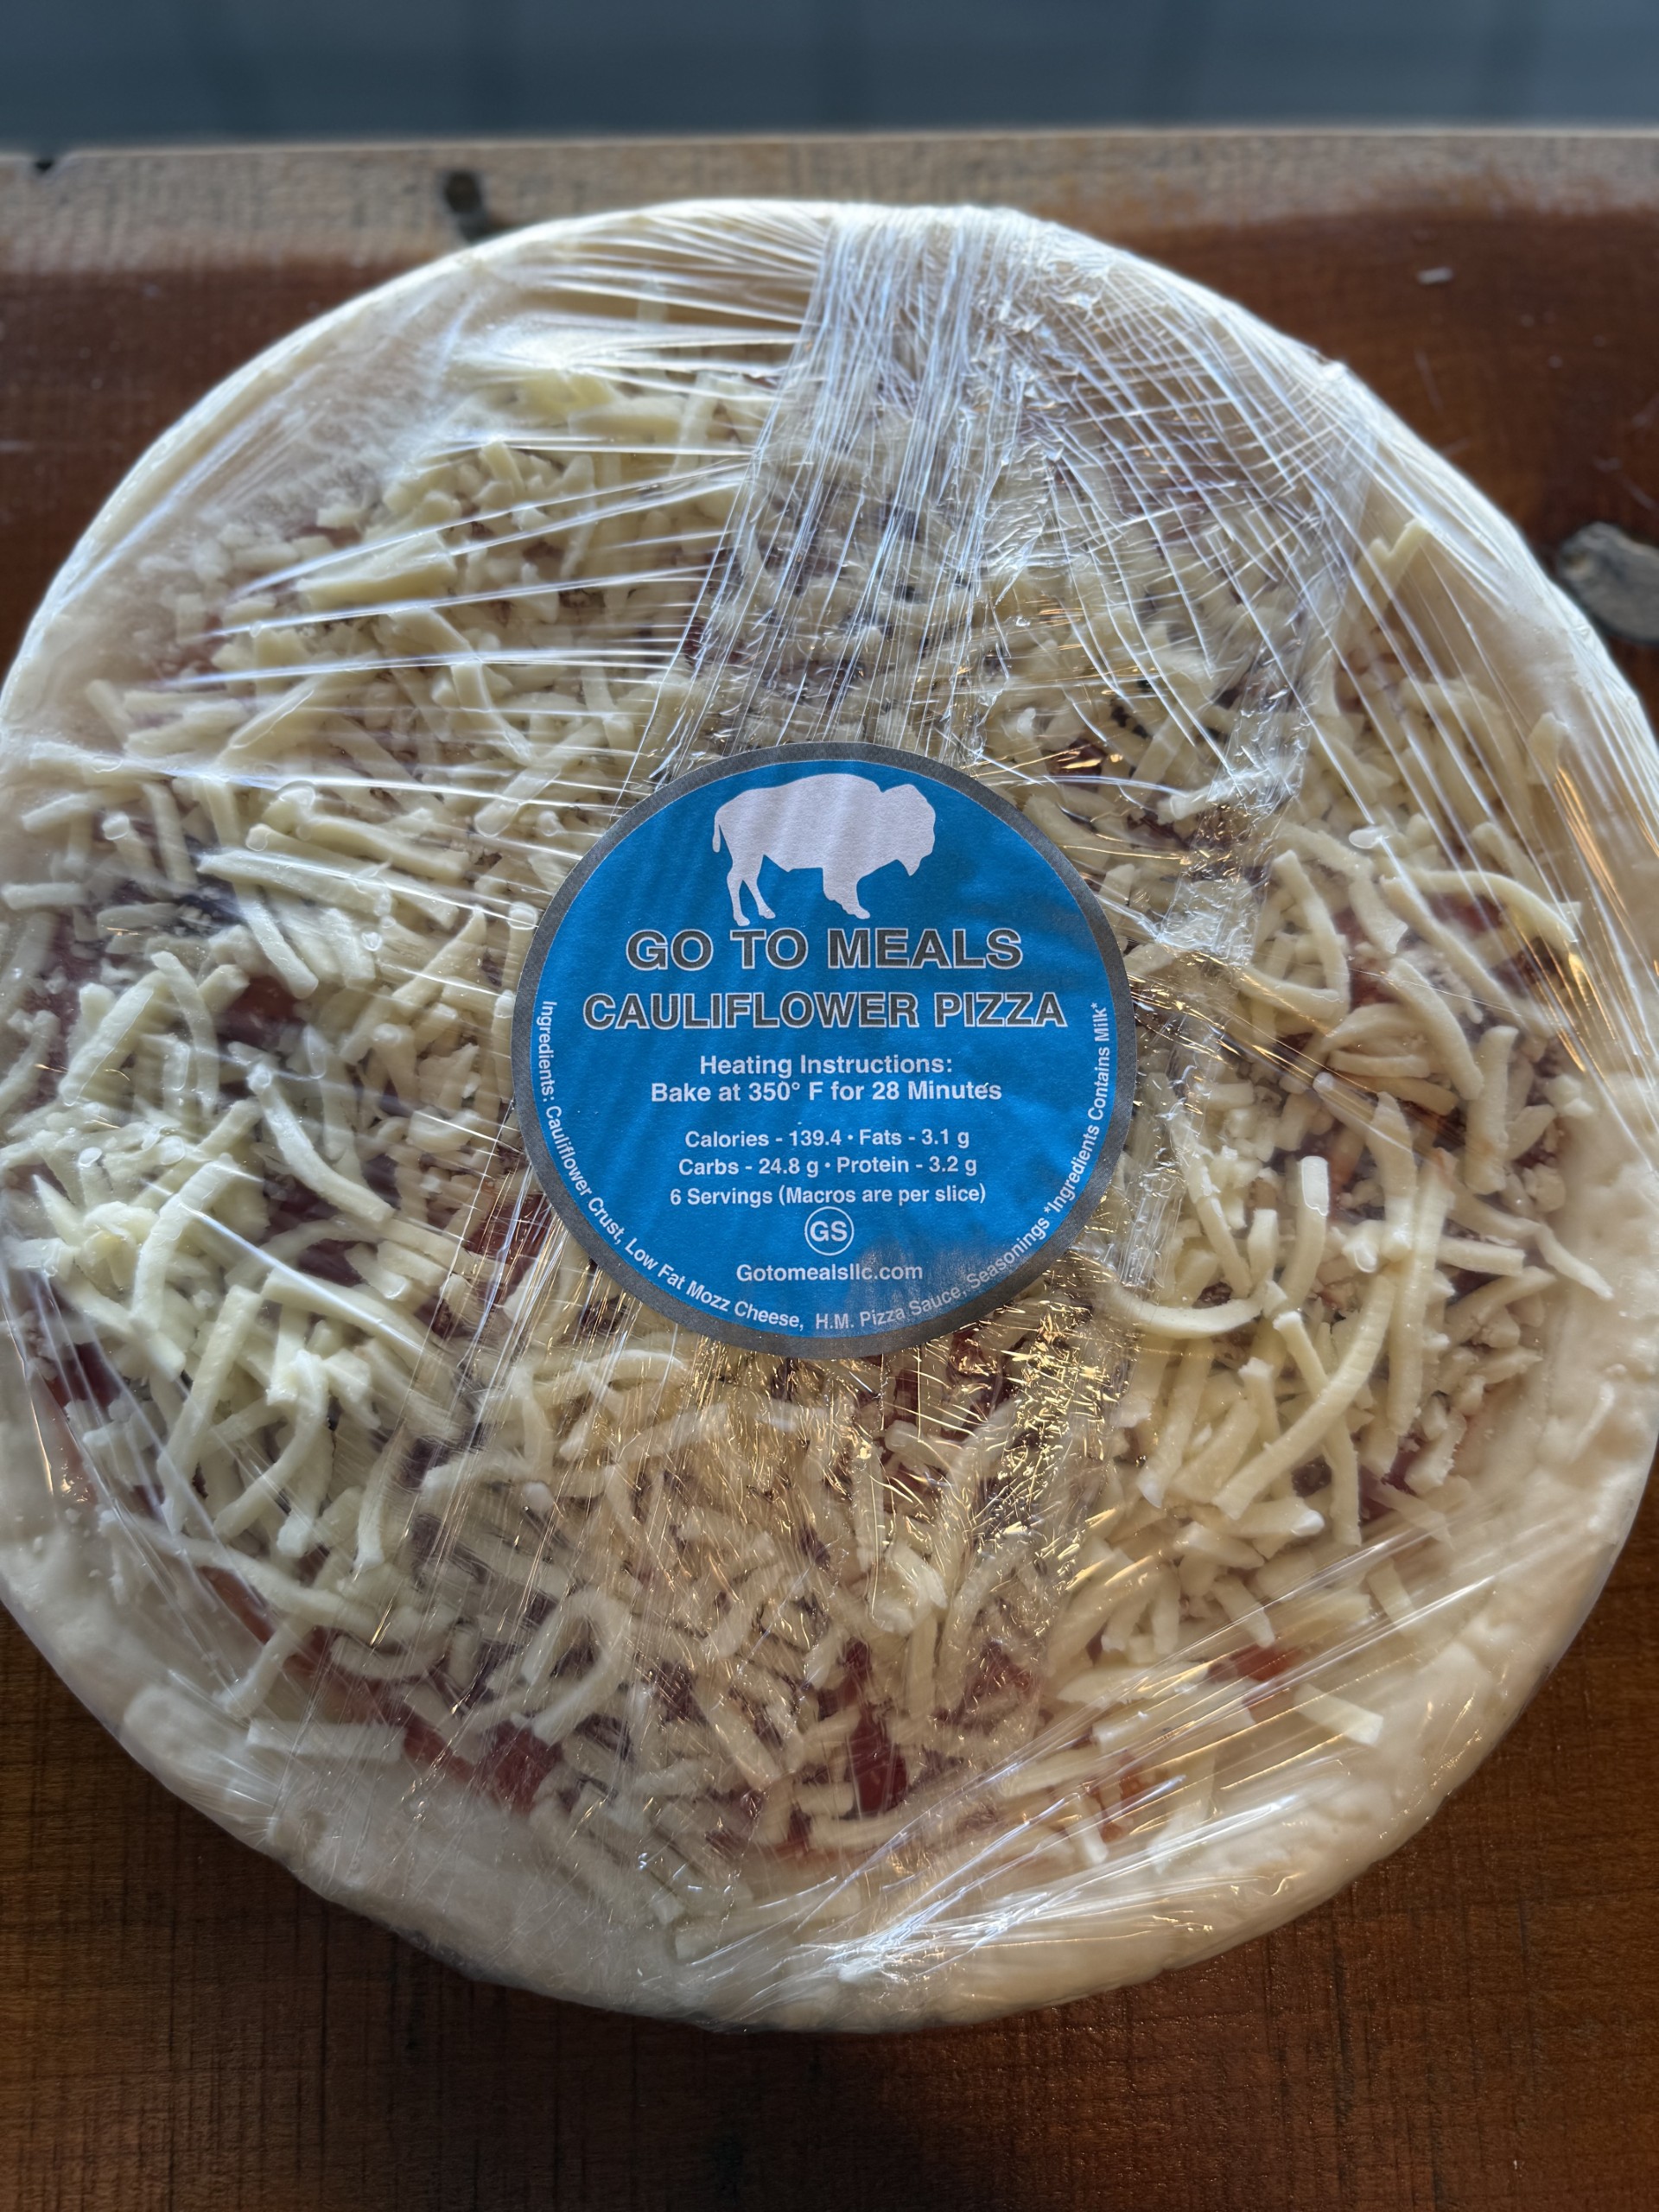 GO TO MEALS
CAULIFLOWER PIZZA
Heating Instructions:
Bake at 350° F for 28 Minutes
Calories - 139.4 • Fats - 3.1 g
Carbs - 24.8 g • Protein - 3.2 g
6 Servings (Macros are per slice)
GS
Gotomealsllc.com
Ingredients: Cauliflower Crust, Low Fat Mozz Cheese, H.M. Pizza Sauce, Seasonings *Ingredients Contains Milk*